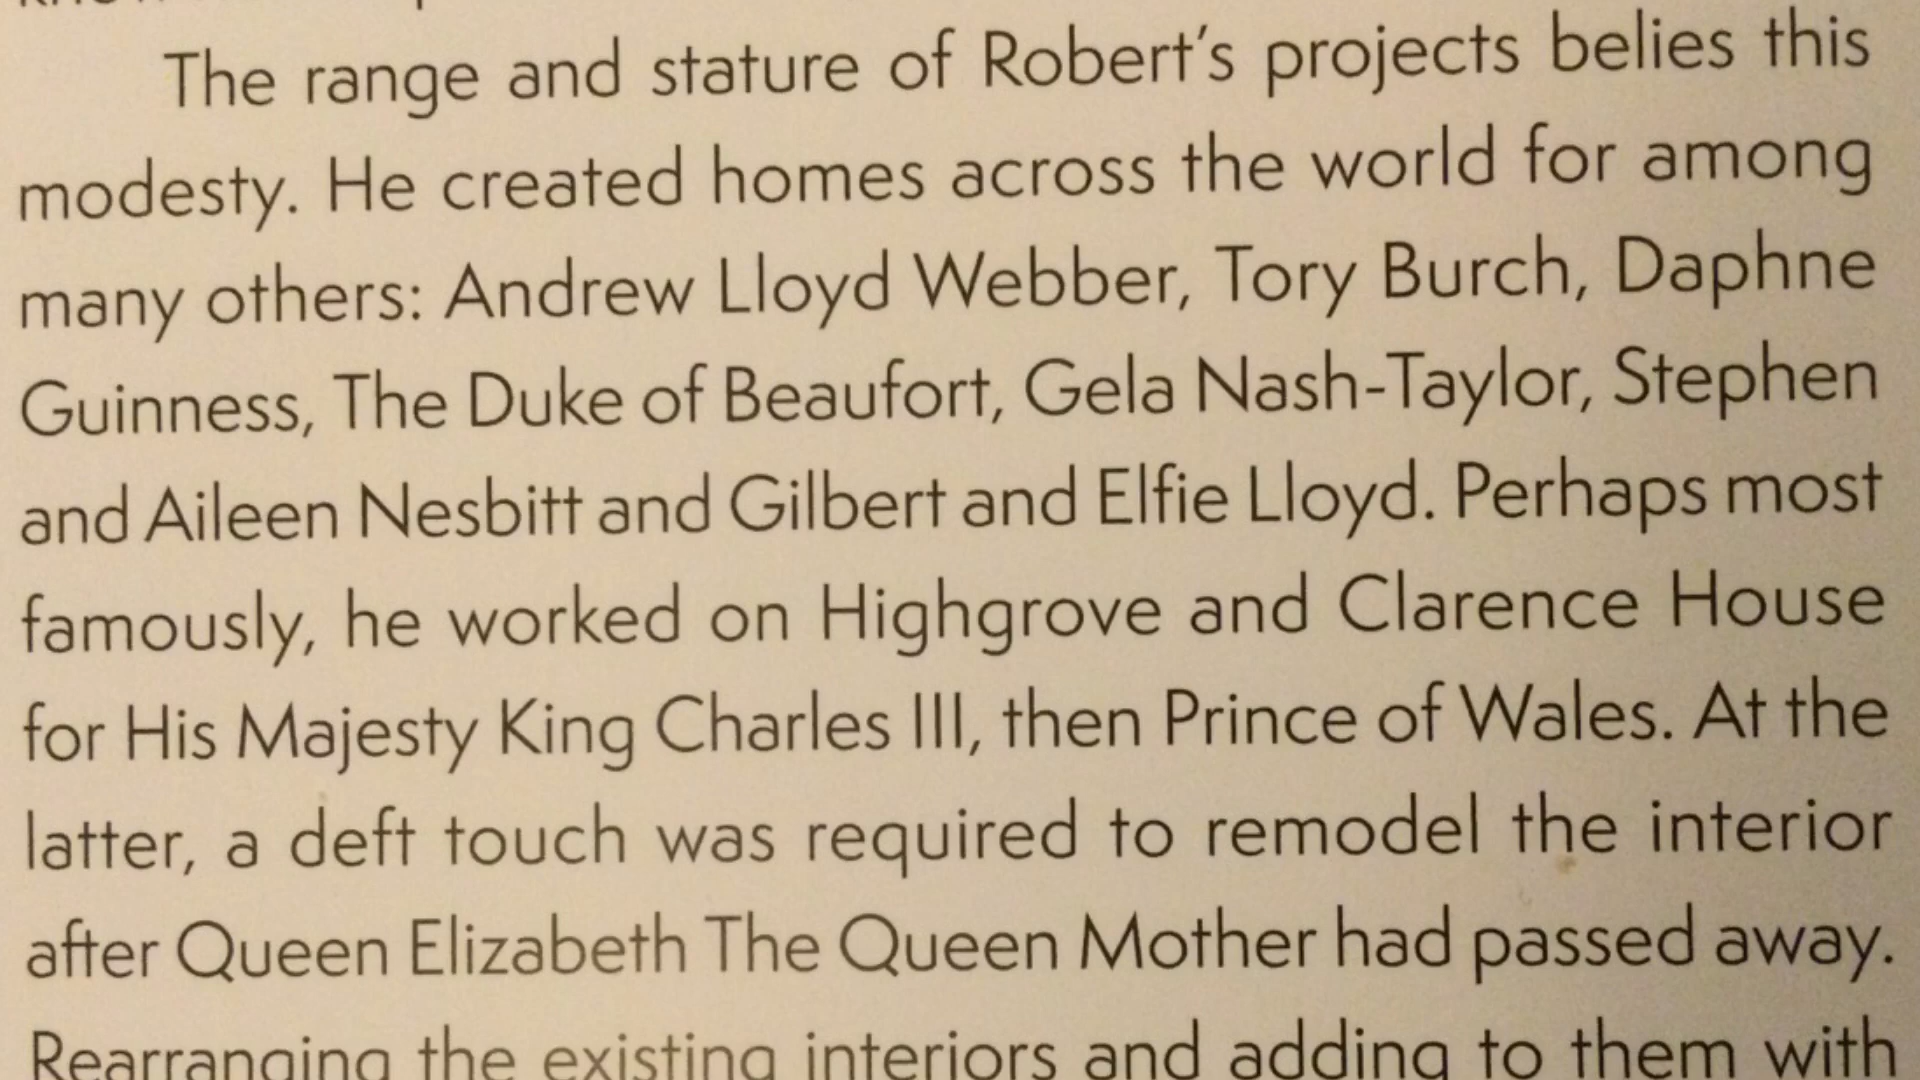 The range and stature of Robert's projects belies this
modesty. He created homes across the world for among
many others: Andrew Lloyd Webber, Tory Burch, Daphne
Guinness, The Duke of Beaufort, Gela Nash-Taylor, Stephen
and Aileen Nesbitt and Gilbert and Elfie Lloyd. Perhaps most
famously, he worked on Highgrove and Clarence House
for His Majesty King Charles III, then Prince of Wales. At the
latter, a deft touch was required to remodel the interior
after Queen Elizabeth The Queen Mother had passed away.
Rearranging the existing interiors and adding to them with